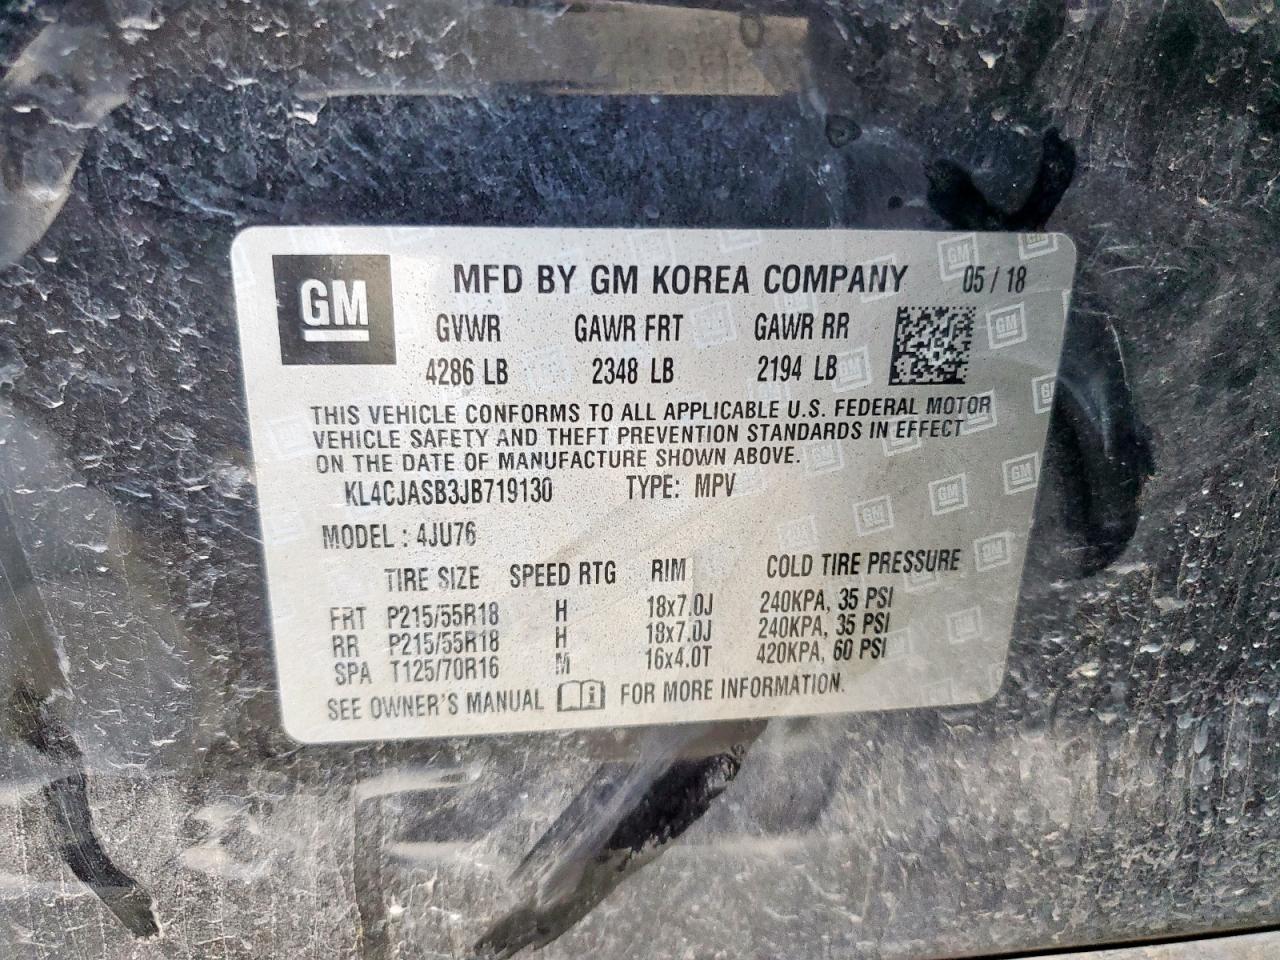 GM
MFD BY GM KOREA COMPANY 05 / 18
GVWR GAWR FRT GAWR RR
4286 LB 2348 LB 2194 LB
THIS VEHICLE CONFORMS TO ALL APPLICABLE U.S. FEDERAL MOTOR
VEHICLE SAFETY AND THEFT PREVENTION STANDARDS IN EFFECT
ON THE DATE OF MANUFACTURE SHOWN ABOVE.
KL4CJASB3JB719130 TYPE: MPV
MODEL : 4JU76
TIRE SIZE SPEED RTG RIM COLD TIRE PRESSURE
FRT P215/55R18 H 18x7.0J 240KPA, 35 PSI
RR P215/55R18 H 18x7.0J 240KPA, 35 PSI
SPA T125/70R16 M 16x4.0T 420KPA, 60 PSI
SEE OWNER'S MANUAL FOR MORE INFORMATION.